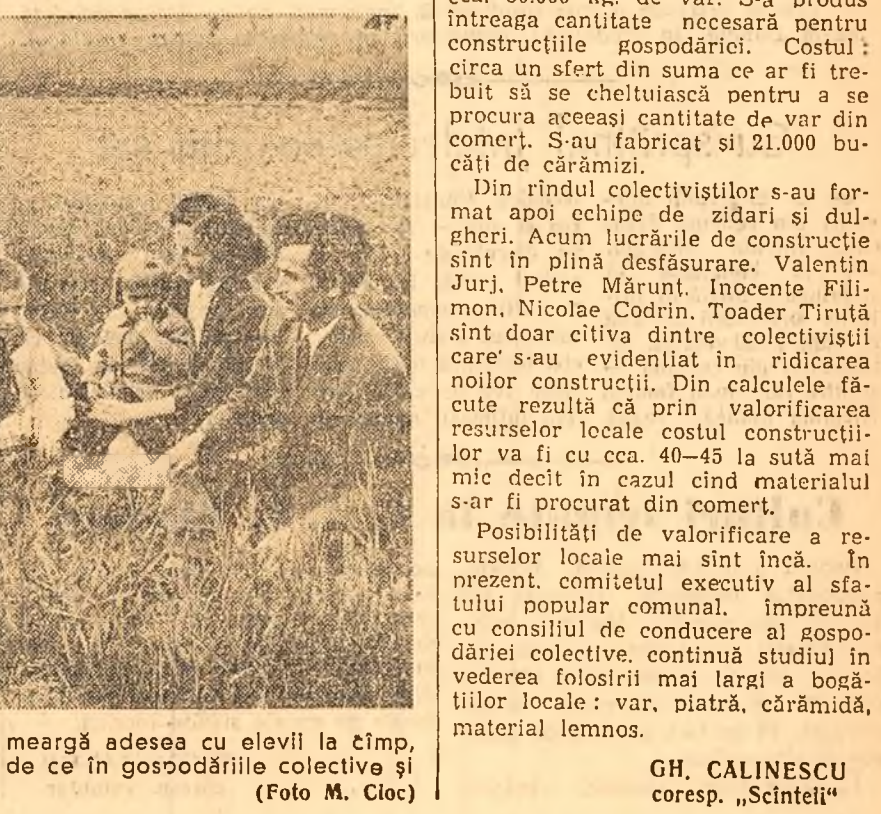 meargă adesea cu elevii la cîmp,
de ce în gospodăriile colective și
(Foto M. Cioc)
50.000 kg. de var. S-a produs
întreaga cantitate necesară pentru
construcțiile gospodăriei. Costul :
circa un sfert din suma ce ar fi tre-
buit să se cheltuiască pentru a se
procura aceeași cantitate de var din
comerț. S-au fabricat și 21.000 bu-
căți de cărămizi.
Din rîndul colectiviștilor s-au for-
mat apoi echipe de zidari și dul-
gheri. Acum lucrările de construcție
sînt în plină desfășurare. Valentin
Jurj, Petre Mărunț, Inocente Fili-
mon, Nicolae Codrin, Toader Tiruță
sînt doar cîtiva dintre colectiviștii
care s-au evidențiat în ridicarea
noilor construcții. Din calculele fă-
cute rezultă că prin valorificarea
resurselor locale costul construcții-
lor va fi cu cca. 40—45 la sută mai
mic decît în cazul cînd materialul
s-ar fi procurat din comerț.
Posibilități de valorificare a re-
surselor locale mai sînt încă. În
prezent, comitetul executiv al sfa-
tului popular comunal, împreună
cu consiliul de conducere al gospo-
dăriei colective, continuă studiul în
vederea folosirii mai largi a bogă-
țiilor locale : var, piatră, cărămidă,
material lemnos.
GH. CALINESCU
coresp. „Scînteii“